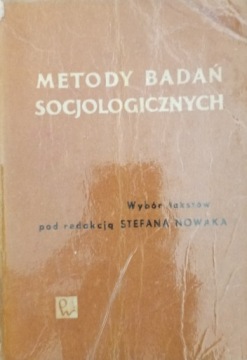 METODY BADAŃ
SOCJOLOGICZNYCH
Wybór tekstów
pod redakcją STEFANA NOWAKA